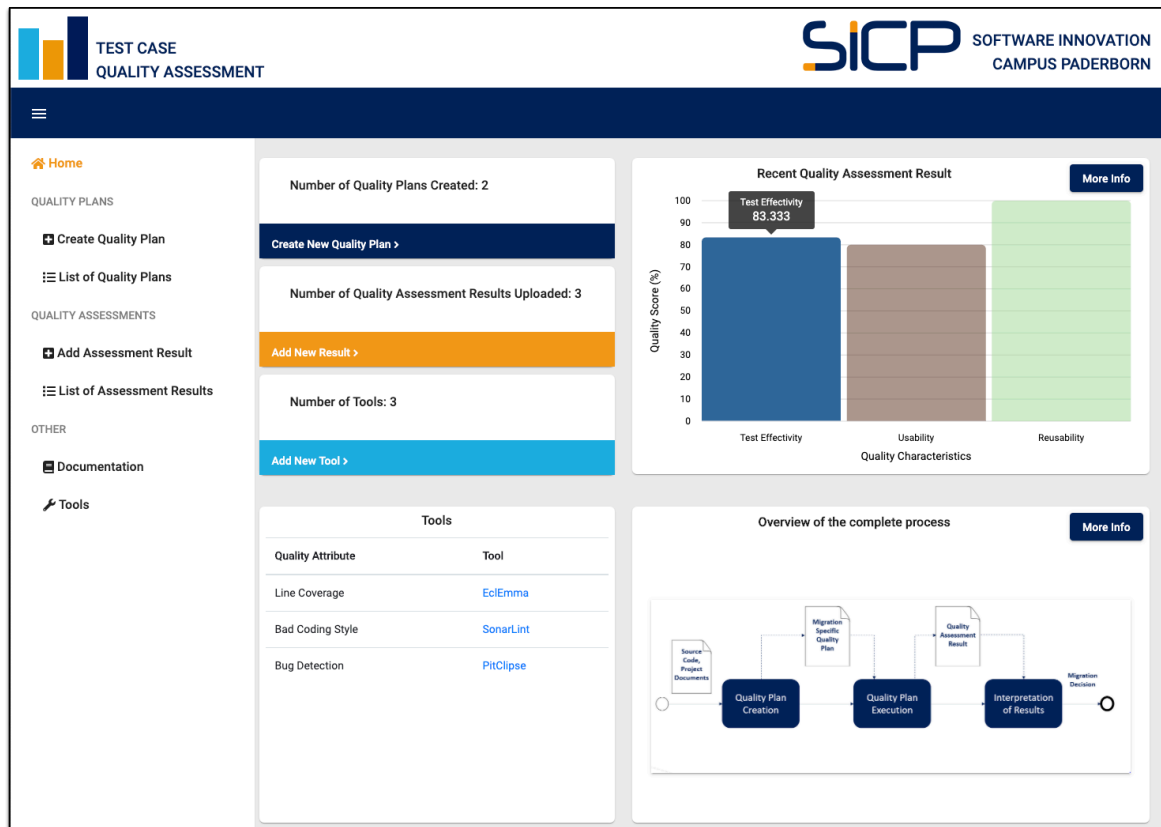 TEST CASE
QUALITY ASSESSMENT
SICP
SOFTWARE INNOVATION
CAMPUS PADERBORN
Home
QUALITY PLANS
Create Quality Plan
List of Quality Plans
QUALITY ASSESSMENTS
Add Assessment Result
List of Assessment Results
OTHER
Documentation
Tools
Number of Quality Plans Created: 2
Create New Quality Plan >
Number of Quality Assessment Results Uploaded: 3
Add New Result >
Number of Tools: 3
Add New Tool >
Recent Quality Assessment Result
More Info
Test Effectivity
83.333
Quality Score (%)
100
90
80
70
60
50
40
30
20
10
0
Test Effectivity Usability Reusability
Quality Characteristics
Tools
Quality Attribute Tool
Line Coverage EclEmma
Bad Coding Style SonarLint
Bug Detection PitClipse
Overview of the complete process
More Info
Source
Code,
Project
Documents
Migration
Specific
Quality
Plan
Quality
Assessment
Result
Quality Plan
Creation
Quality Plan
Execution
Interpretation
of Results
Migration
Decision